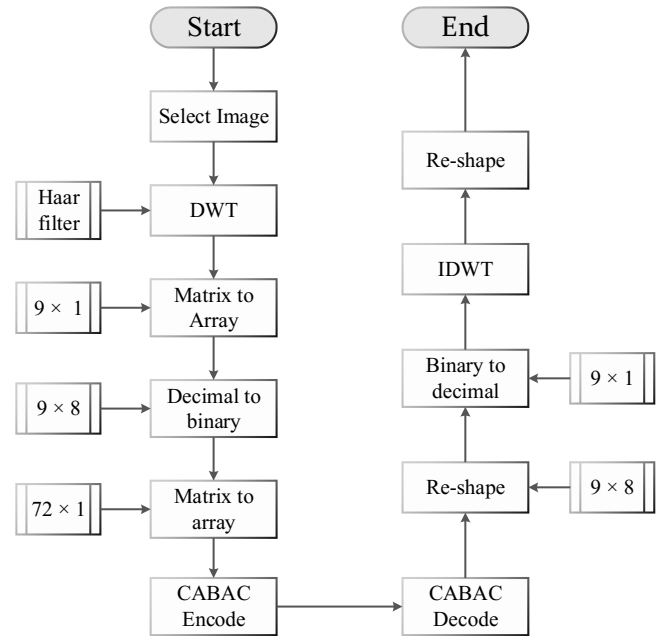 Start
Select Image
Haar
filter
DWT
9 × 1
Matrix to
Array
9 × 8
Decimal to
binary
72 × 1
Matrix to
array
CABAC
Encode
CABAC
Decode
Re-shape
9 × 8
Binary to
decimal
9 × 1
IDWT
Re-shape
End